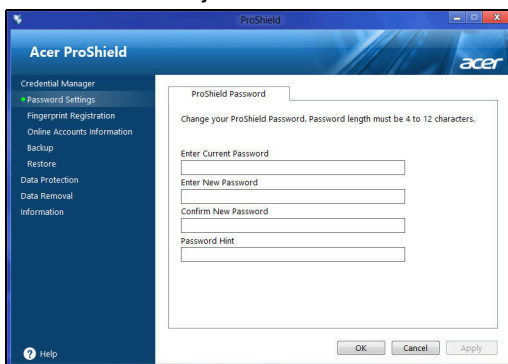 ProShield
Acer ProShield
acer
Credential Manager
Password Settings
Fingerprint Registration
Online Accounts Information
Backup
Restore
Data Protection
Data Removal
Information
Help
ProShield Password
Change your ProShield Password. Password length must be 4 to 12 characters.
Enter Current Password
Enter New Password
Confirm New Password
Password Hint
OK Cancel Apply